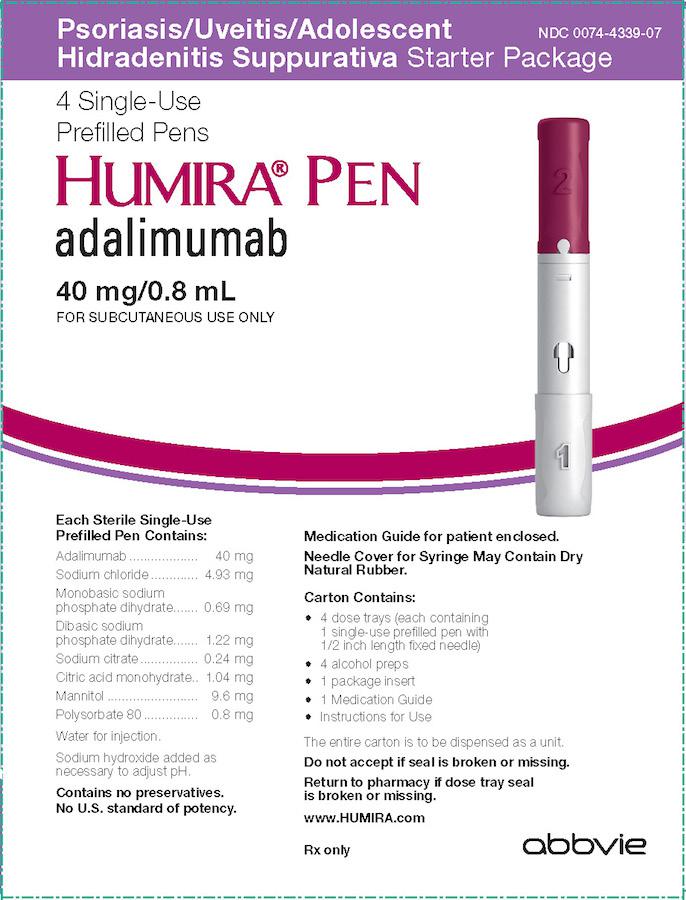 Psoriasis/Uveitis/Adolescent
NDC 0074-4339-07
Hidradenitis Suppurativa Starter Package
4 Single-Use
Prefilled Pens
HUMIRA® PEN
adalimumab
40 mg/0.8 mL
FOR SUBCUTANEOUS USE ONLY
2
1
Each Sterile Single-Use
Prefilled Pen Contains:
Adalimumab ................... 40 mg
Sodium chloride ............. 4.93 mg
Monobasic sodium
phosphate dihydrate...... 0.69 mg
Dibasic sodium
phosphate dihydrate...... 1.22 mg
Sodium citrate ................ 0.24 mg
Citric acid monohydrate.. 1.04 mg
Mannitol ......................... 9.6 mg
Polysorbate 80 ............... 0.8 mg
Water for injection.
Sodium hydroxide added as
necessary to adjust pH.
Contains no preservatives.
No U.S. standard of potency.
Medication Guide for patient enclosed.
Needle Cover for Syringe May Contain Dry
Natural Rubber.
Carton Contains:
• 4 dose trays (each containing
1 single-use prefilled pen with
1/2 inch length fixed needle)
• 4 alcohol preps
• 1 package insert
• 1 Medication Guide
• Instructions for Use
The entire carton is to be dispensed as a unit.
Do not accept if seal is broken or missing.
Return to pharmacy if dose tray seal
is broken or missing.
www.HUMIRA.com
Rx only
abbvie